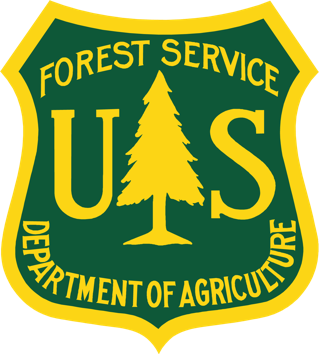 FOREST SERVICE
U S
DEPARTMENT OF AGRICULTURE